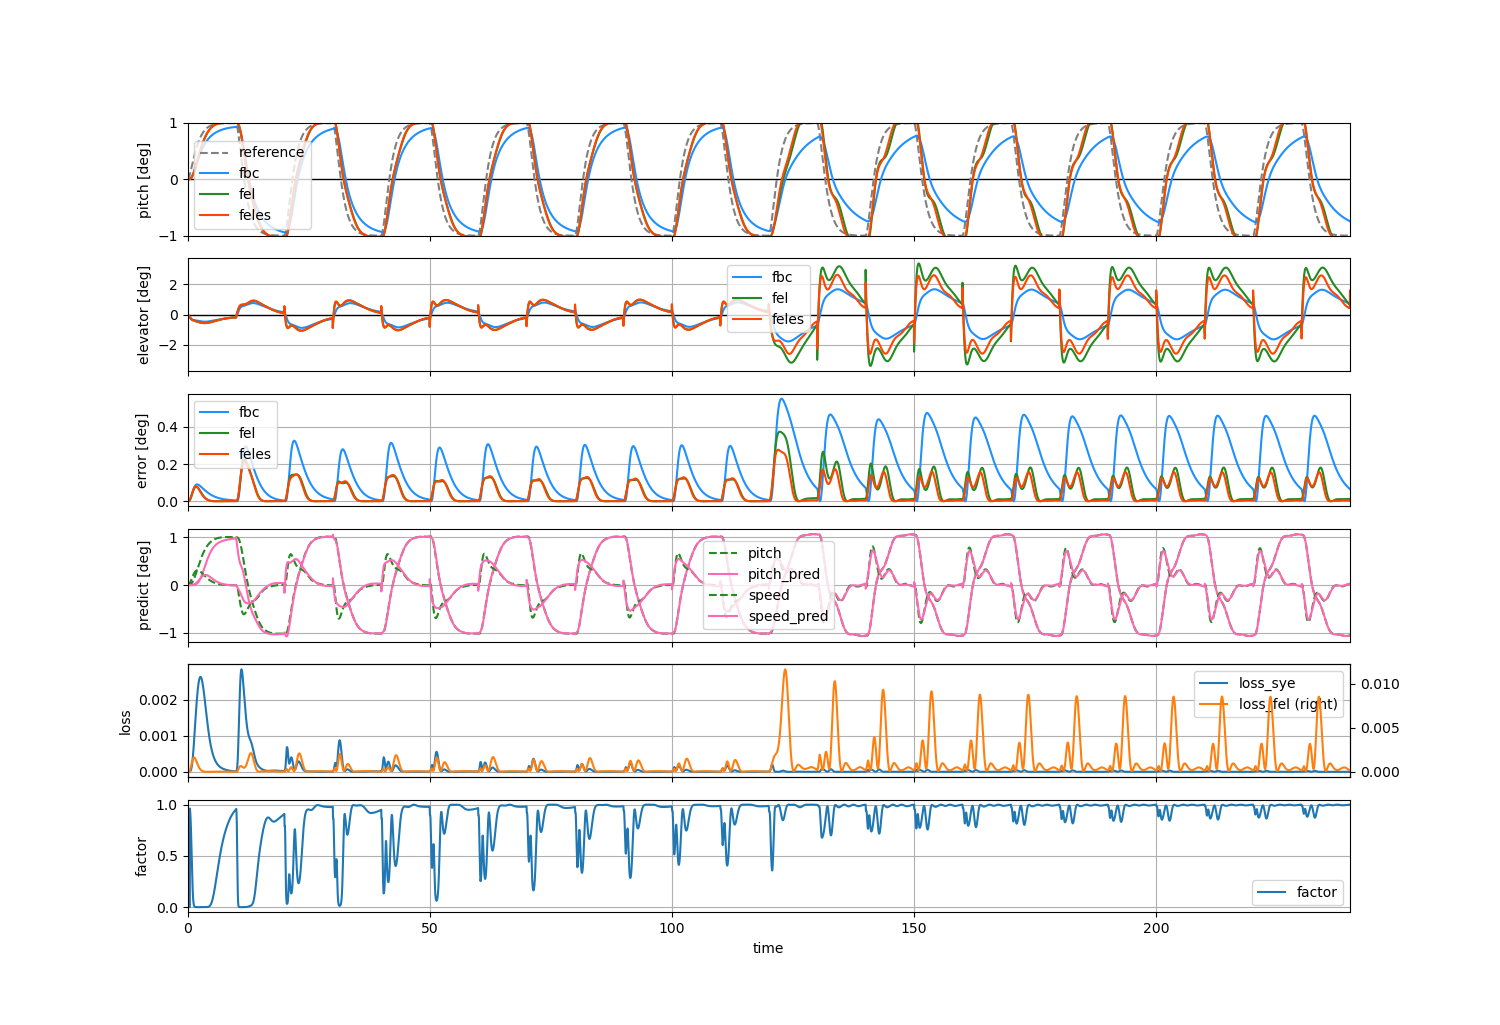 1
0
−1
pitch [deg]
reference
fbc
fel
feles
2
0
−2
elevator [deg]
fbc
fel
feles
0.4
0.2
0.0
error [deg]
fbc
fel
feles
1
0
−1
predict [deg]
pitch
pitch_pred
speed
speed_pred
0.002
0.001
0.000
loss
loss_sye
loss_fel (right)
0.010
0.005
0.000
1.0
0.5
0.0
factor
factor
0 50 100 150 200
time